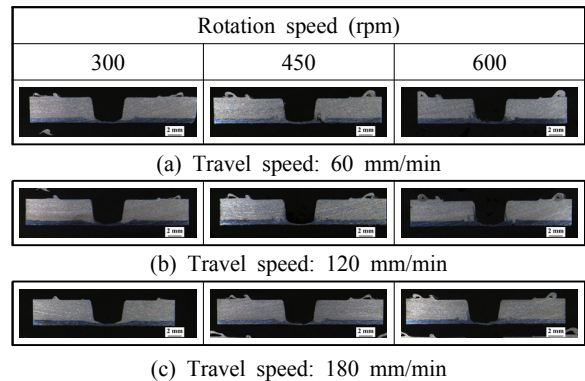 Rotation speed (rpm)
300 450 600
2 mm 2 mm 2 mm
(a) Travel speed: 60 mm/min
2 mm 2 mm 2 mm
(b) Travel speed: 120 mm/min
2 mm 2 mm 2 mm
(c) Travel speed: 180 mm/min